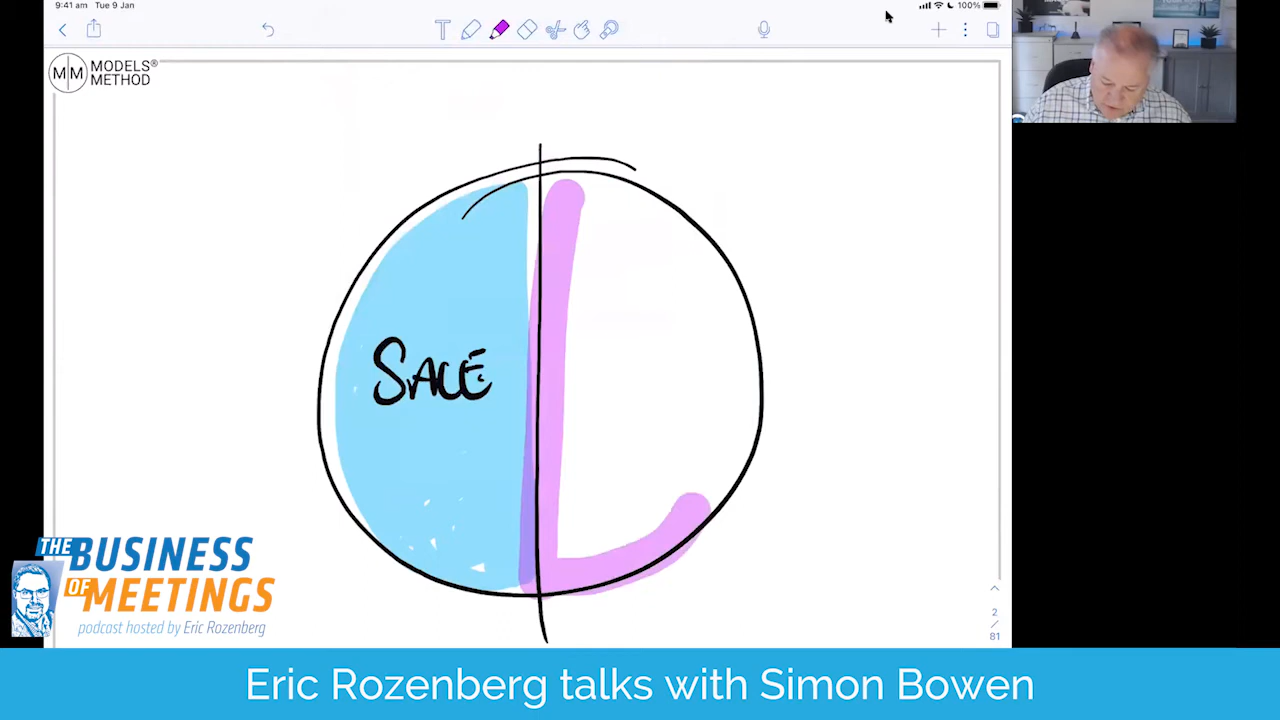 9:41 am Tue 9 Jan
100%
T
MM MODELS®
METHOD
SALE
2
/
81
THE
BUSINESS
OF
MEETINGS
podcast hosted by Eric Rozenberg
Eric Rozenberg talks with Simon Bowen